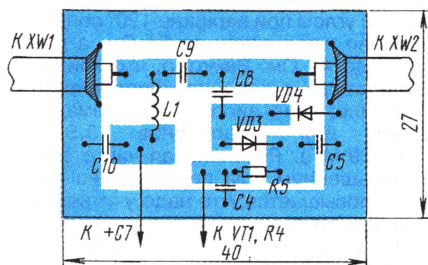 К XW1
C9
К XW2
C8
L1
VD4
VD3
C10
C5
R5
C4
К +C7
К VT1, R4
40
27